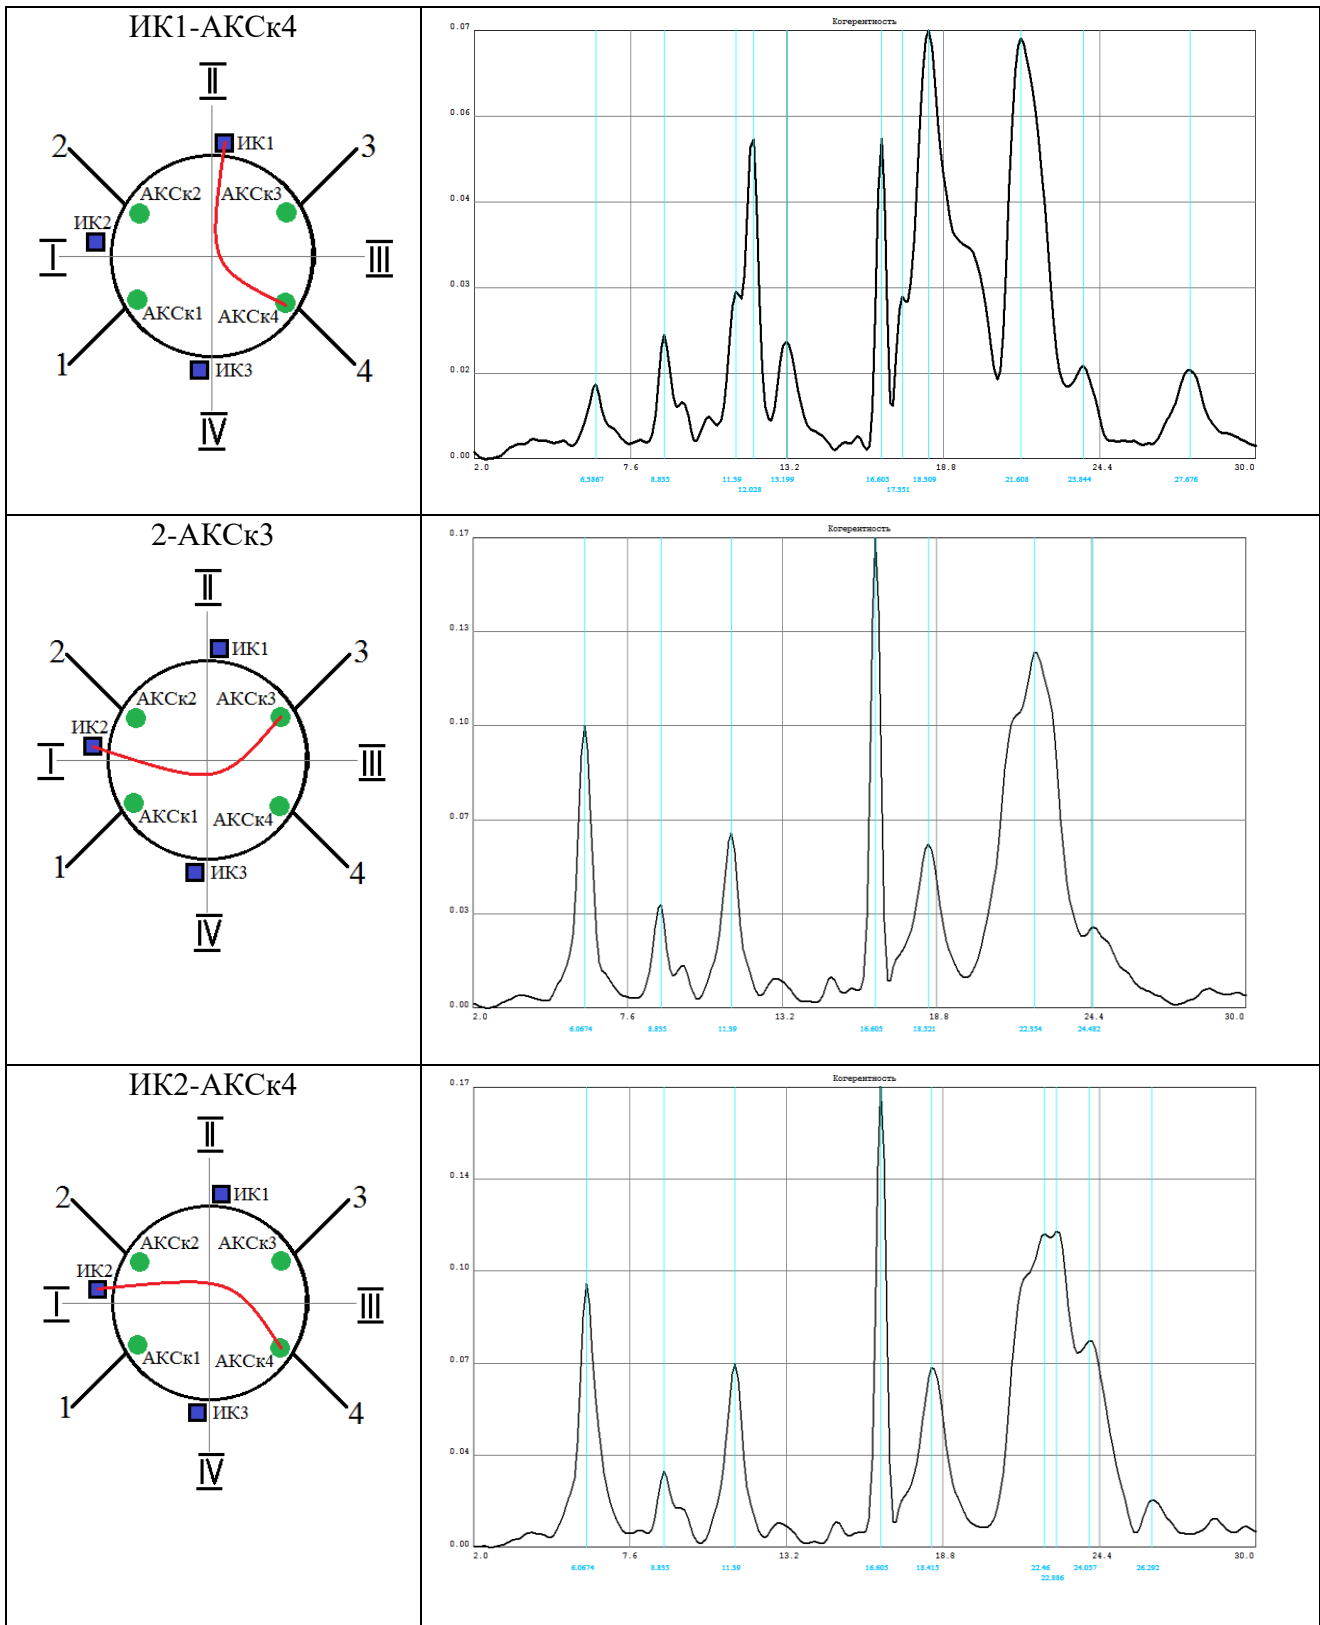 ИК1-АКСк4
II
2
3
ИК1
АКСк2
АКСк3
ИК2
I
III
АКСк1
АКСк4
1
4
ИК3
IV
Когерентность
0.07
0.06
0.04
0.03
0.02
0.00
2.0 7.6 13.2 18.8 24.4 30.0
6.5867 8.855 11.59 13.199 16.605 18.509 21.608 23.844 27.676
12.028 17.351
2-АКСк3
II
2
3
ИК1
АКСк2
АКСк3
ИК2
I
III
АКСк1
АКСк4
1
4
ИК3
IV
Когерентность
0.17
0.13
0.10
0.07
0.03
0.00
2.0 7.6 13.2 18.8 24.4 30.0
6.0674 8.855 11.39 16.605 18.521 22.354 24.482
ИК2-АКСк4
II
2
3
ИК1
АКСк2
АКСк3
ИК2
I
III
АКСк1
АКСк4
1
4
ИК3
IV
Когерентность
0.17
0.14
0.10
0.07
0.04
0.00
2.0 7.6 13.2 18.8 24.4 30.0
6.0674 8.855 11.39 16.605 18.415 22.46 24.057 26.292
22.886